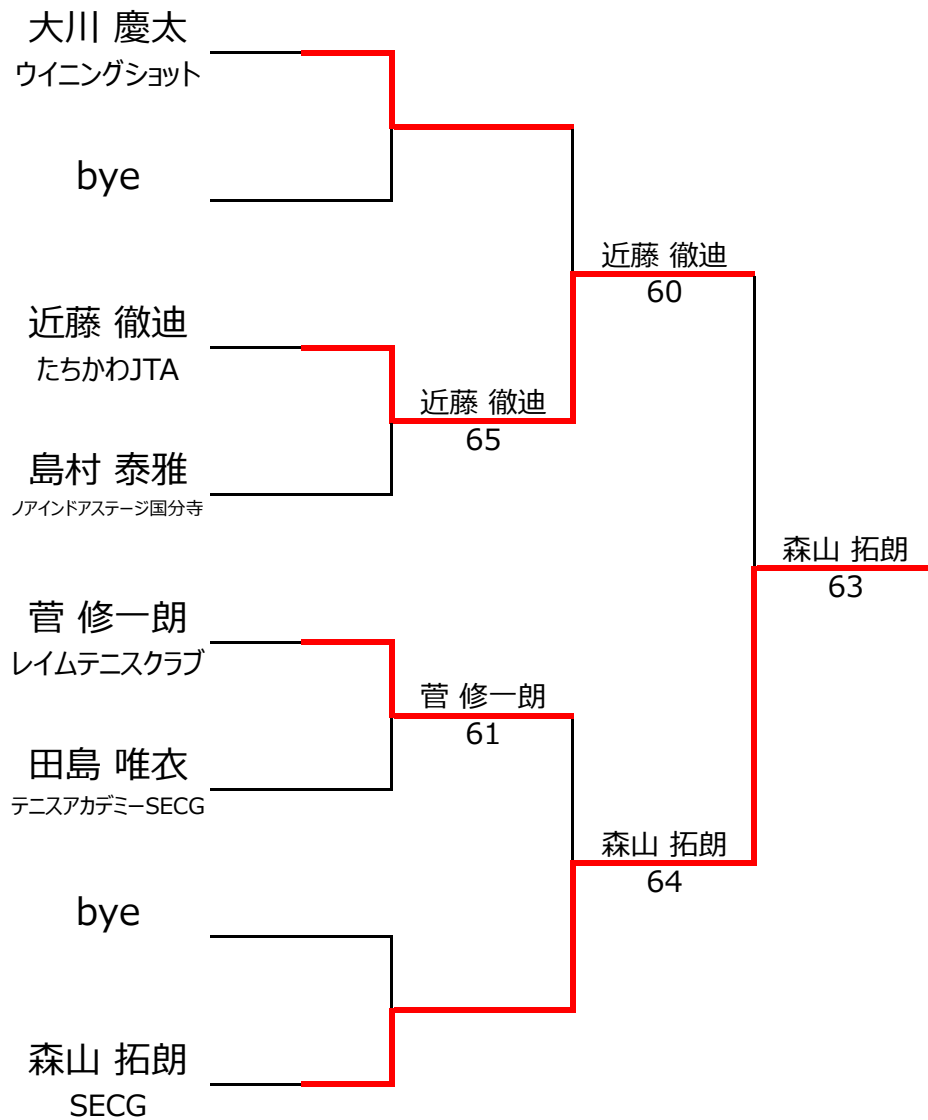 大川 慶太
ウイニングショット
bye
近藤 徹迪
60
近藤 徹迪
たちかわJTA
近藤 徹迪
65
島村 泰雅
ノアインドアステージ国分寺
森山 拓朗
63
菅 修一朗
レイムテニスクラブ
菅 修一朗
61
田島 唯衣
テニスアカデミーSECG
森山 拓朗
64
bye
森山 拓朗
SECG